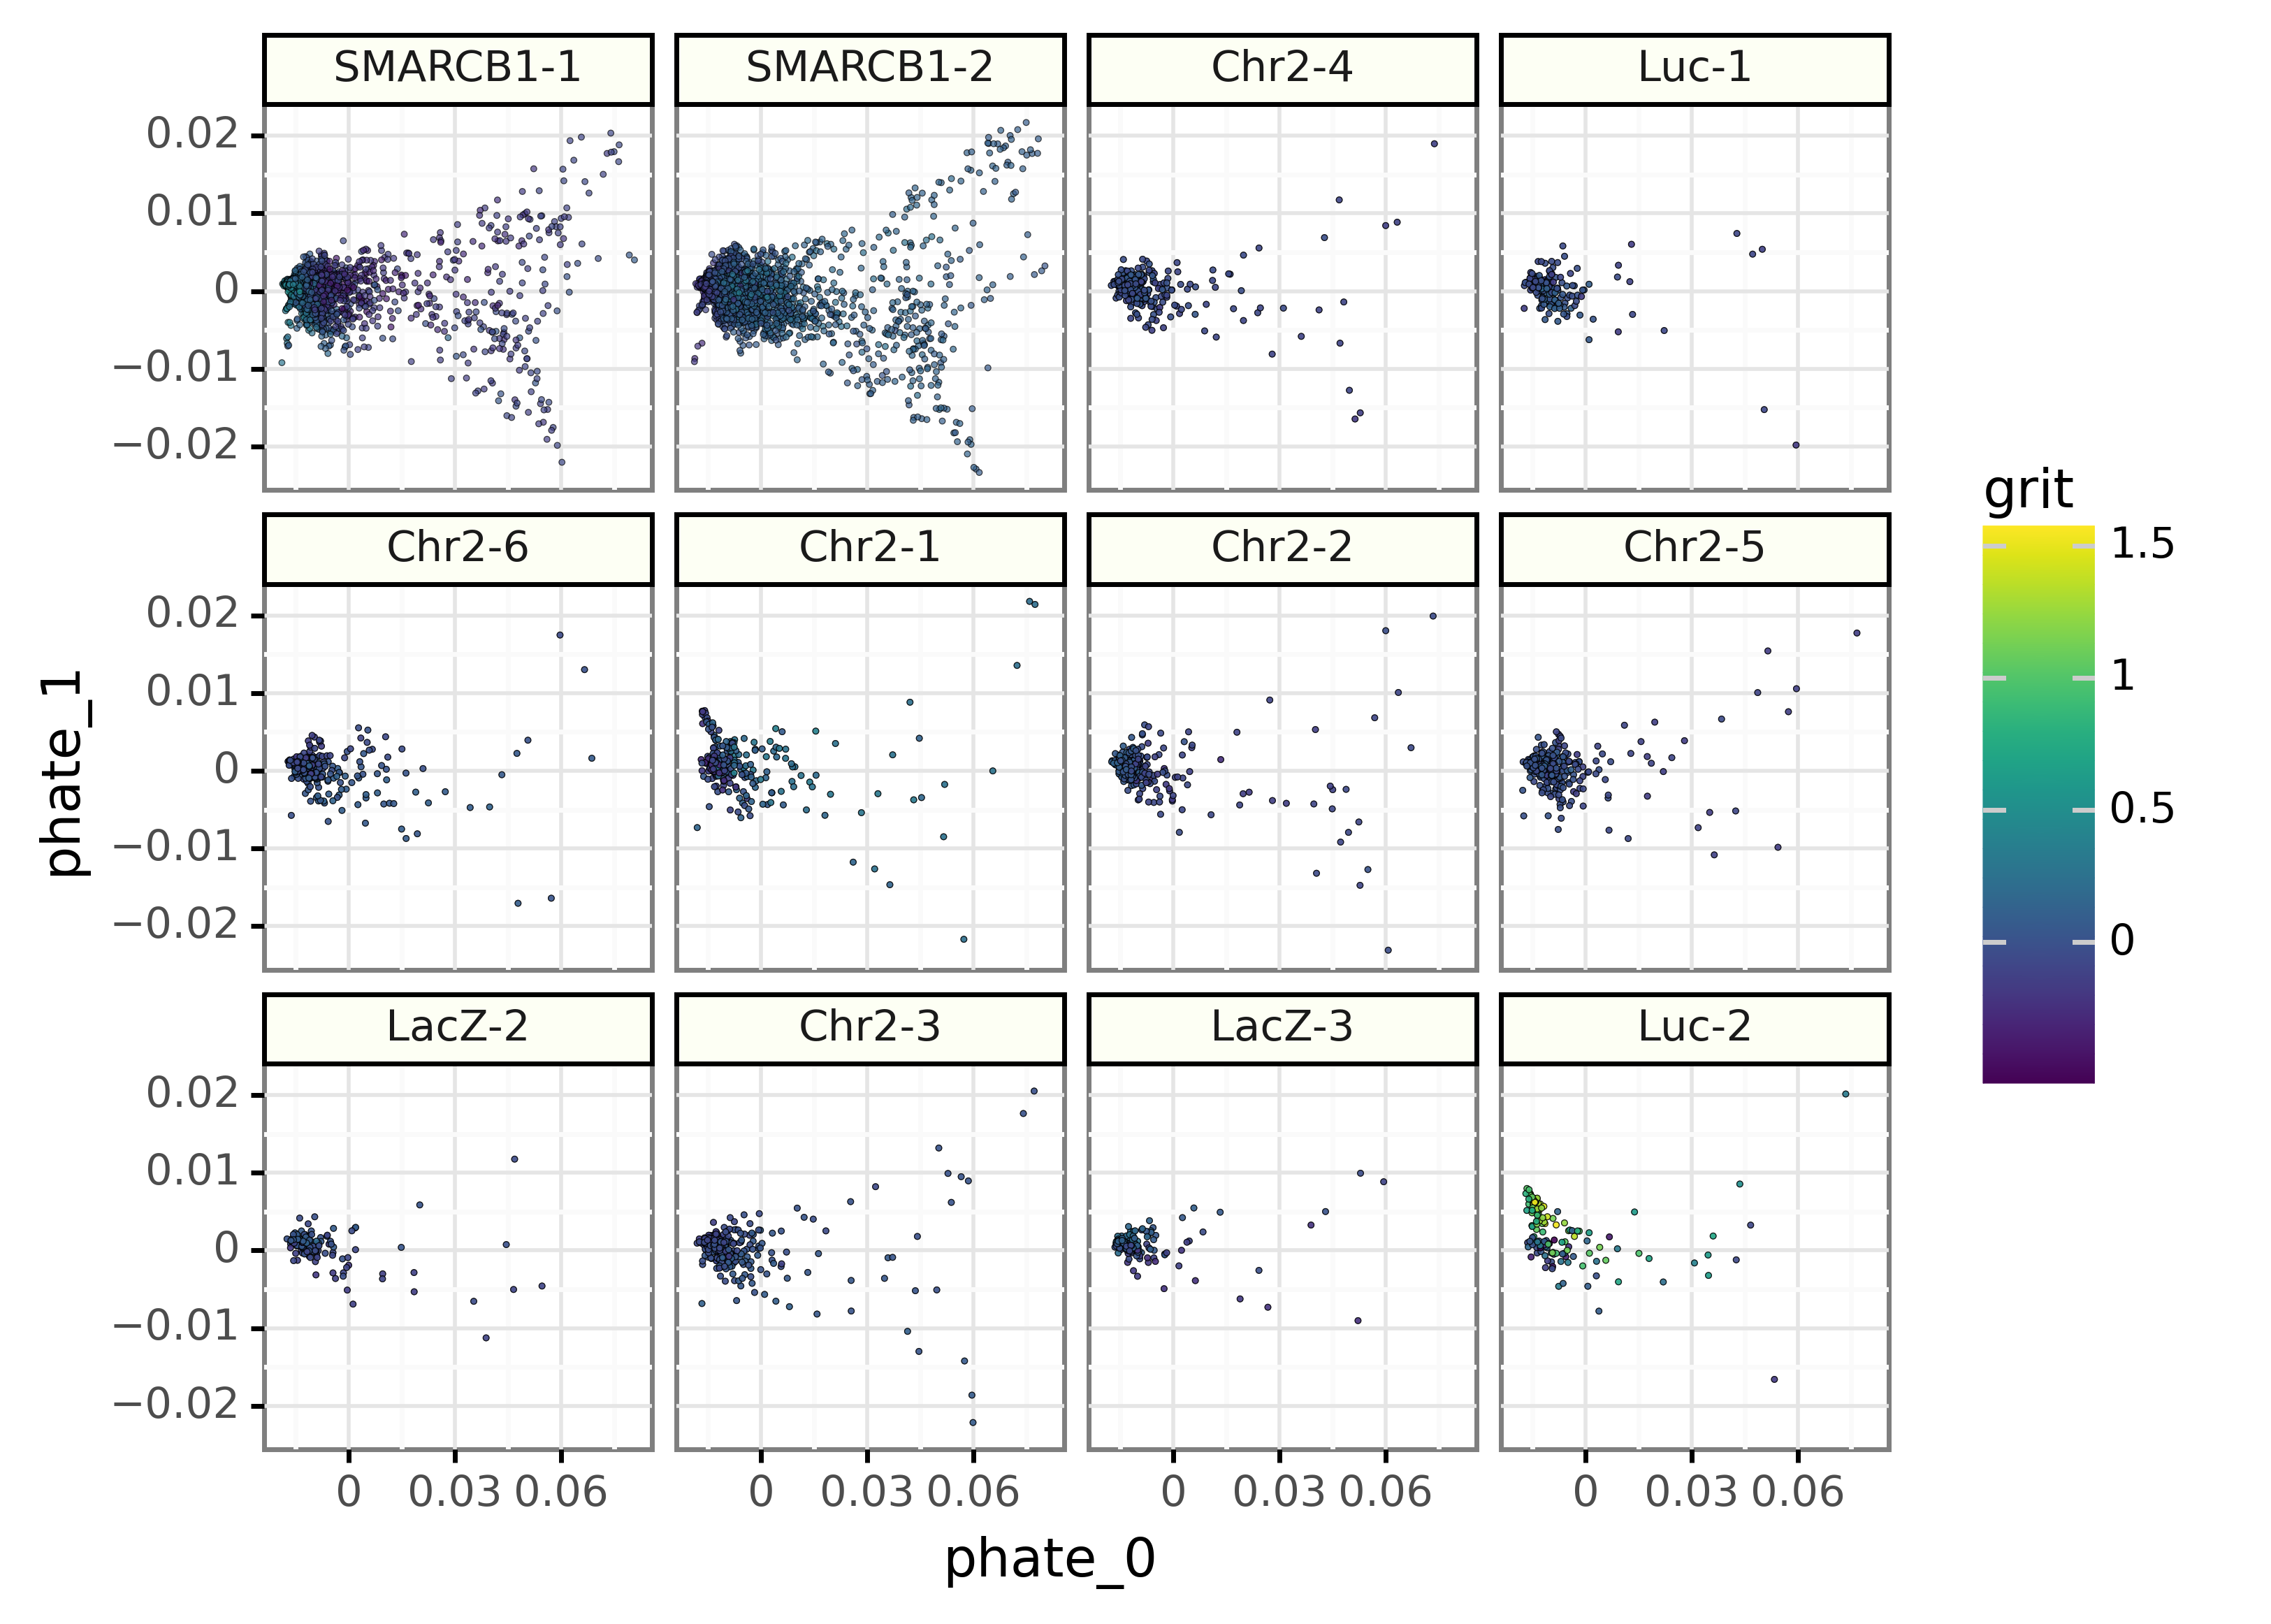 SMARCB1-1 SMARCB1-2 Chr2-4 Luc-1
0.02
0.01
0
−0.01
−0.02
Chr2-6 Chr2-1 Chr2-2 Chr2-5
0.02
0.01
0
−0.01
−0.02
LacZ-2 Chr2-3 LacZ-3 Luc-2
0.02
0.01
0
−0.01
−0.02
0 0.03 0.06 0 0.03 0.06 0 0.03 0.06 0 0.03 0.06
phate_0
phate_1
grit
1.5
1
0.5
0